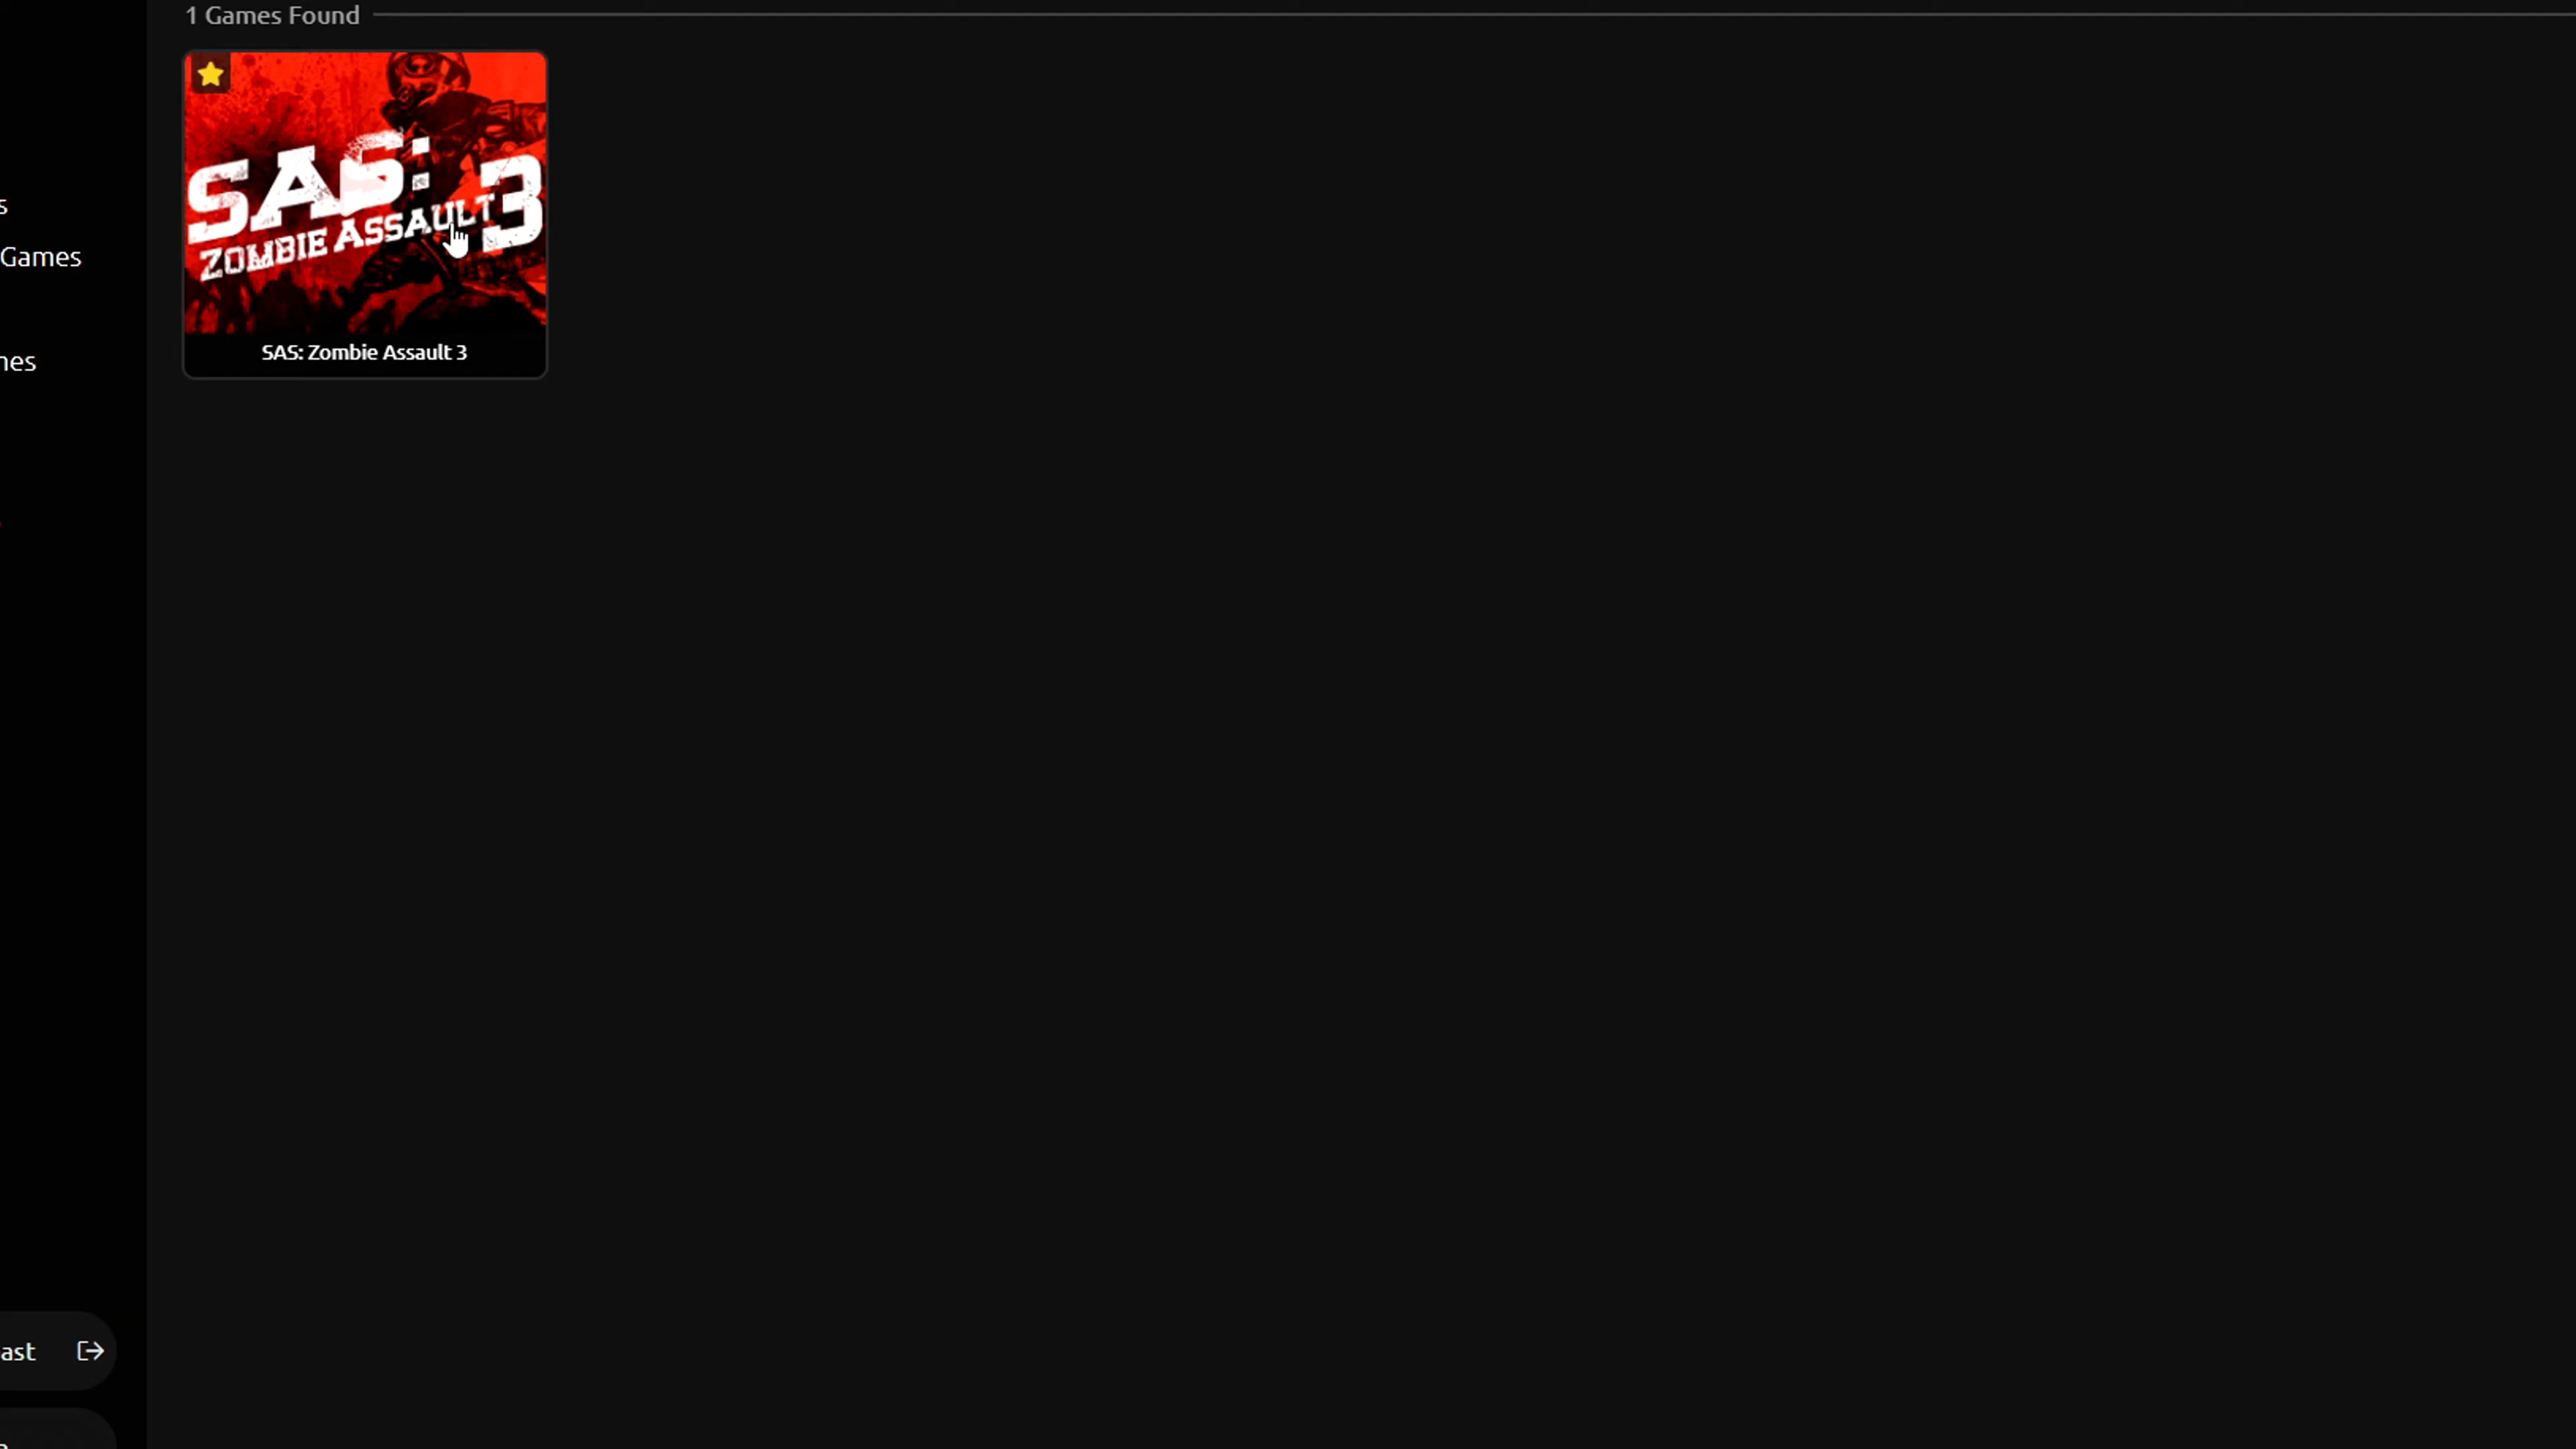 1 Games Found
SAS:
ZOMBIE ASSAULT 3
SAS: Zombie Assault 3
s
Games
nes
ast